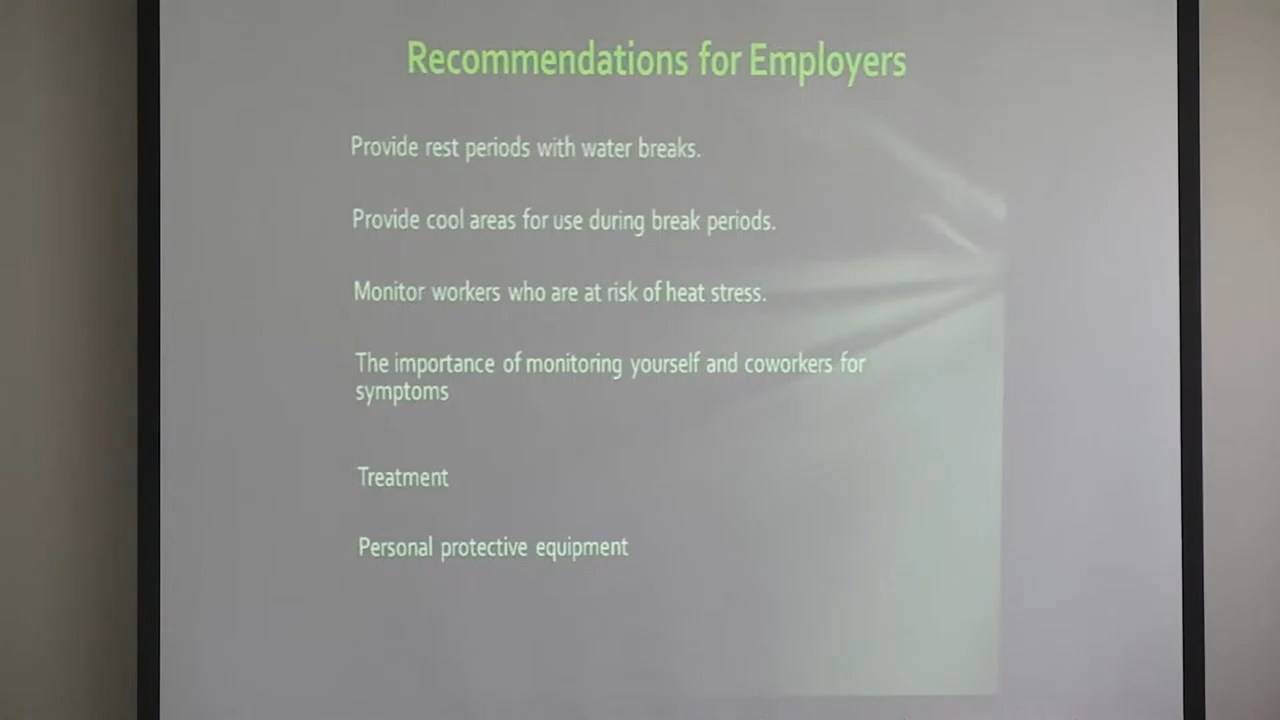 Recommendations for Employers
Provide rest periods with water breaks.
Provide cool areas for use during break periods.
Monitor workers who are at risk of heat stress.
The importance of monitoring yourself and coworkers for
symptoms
Treatment
Personal protective equipment